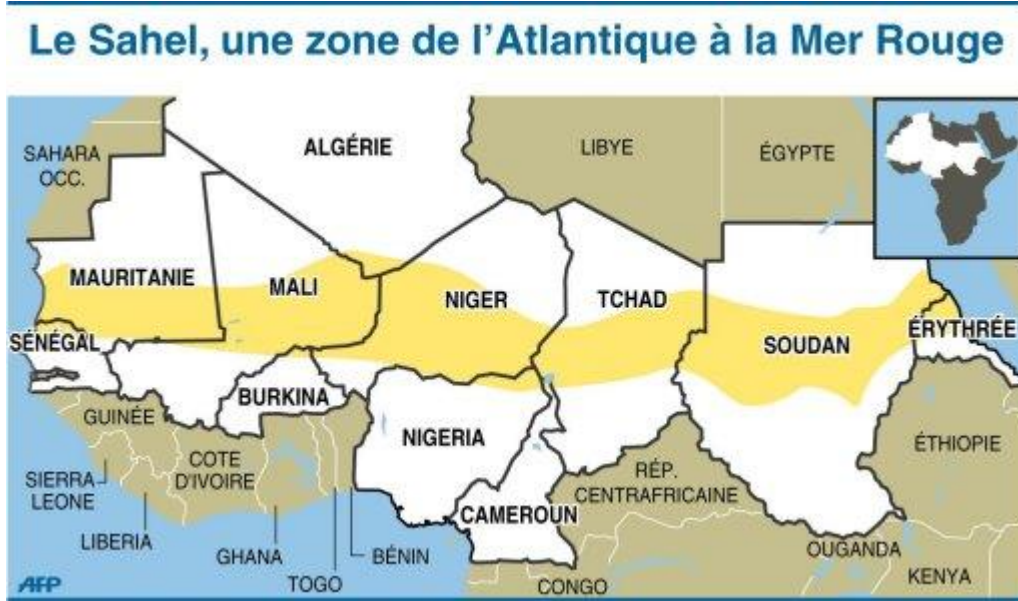 Le Sahel, une zone de l'Atlantique à la Mer Rouge
SAHARA
OCC.
ALGÉRIE
LIBYE
ÉGYPTE
MAURITANIE
MALI
NIGER
TCHAD
SOUDAN
ÉRYTHRÉE
SÉNÉGAL
BURKINA
NIGERIA
CAMEROUN
GUINÉE
SIERRA
LEONE
LIBERIA
COTE
D'IVOIRE
GHANA
TOGO
BÉNIN
RÉP.
CENTRAFRICAINE
ÉTHIOPIE
OUGANDA
KENYA
CONGO
AFP